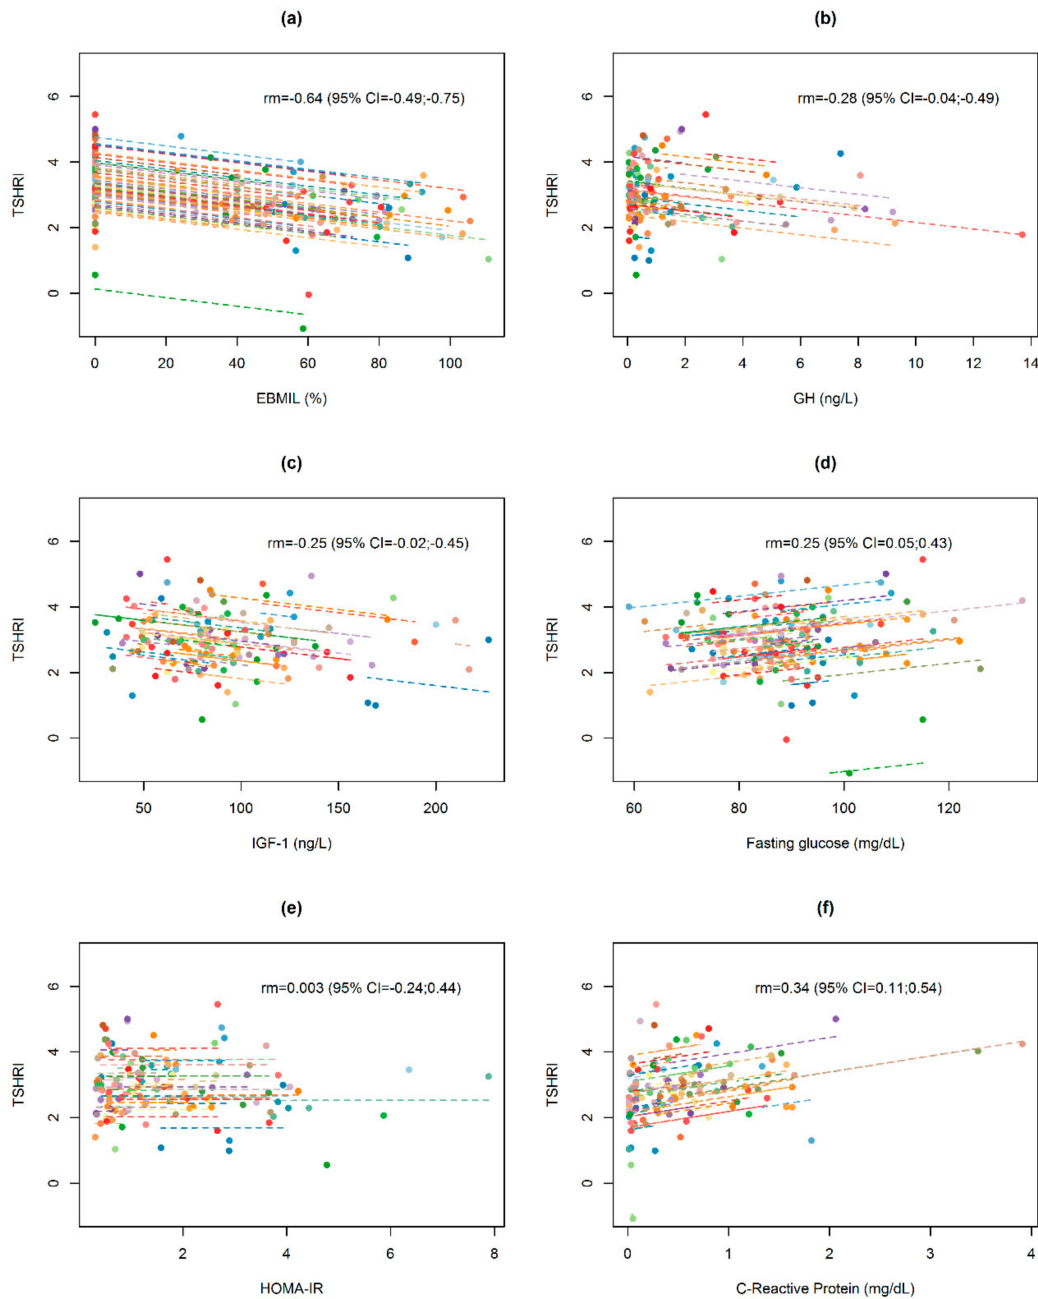 (a)
rm=-0.64 (95% CI=-0.49;-0.75)
TSHRI
0 2 4 6
0 20 40 60 80 100
EBMIL (%)
(b)
rm=-0.28 (95% CI=-0.04;-0.49)
TSHRI
0 2 4 6
0 2 4 6 8 10 12 14
GH (ng/L)
(c)
rm=-0.25 (95% CI=-0.02;-0.45)
TSHRI
0 2 4 6
50 100 150 200
IGF-1 (ng/L)
(d)
rm=0.25 (95% CI=0.05;0.43)
TSHRI
0 2 4 6
60 80 100 120
Fasting glucose (mg/dL)
(e)
rm=0.003 (95% CI=-0.24;0.44)
TSHRI
0 2 4 6
2 4 6 8
HOMA-IR
(f)
rm=0.34 (95% CI=0.11;0.54)
TSHRI
0 2 4 6
0 1 2 3 4
C-Reactive Protein (mg/dL)